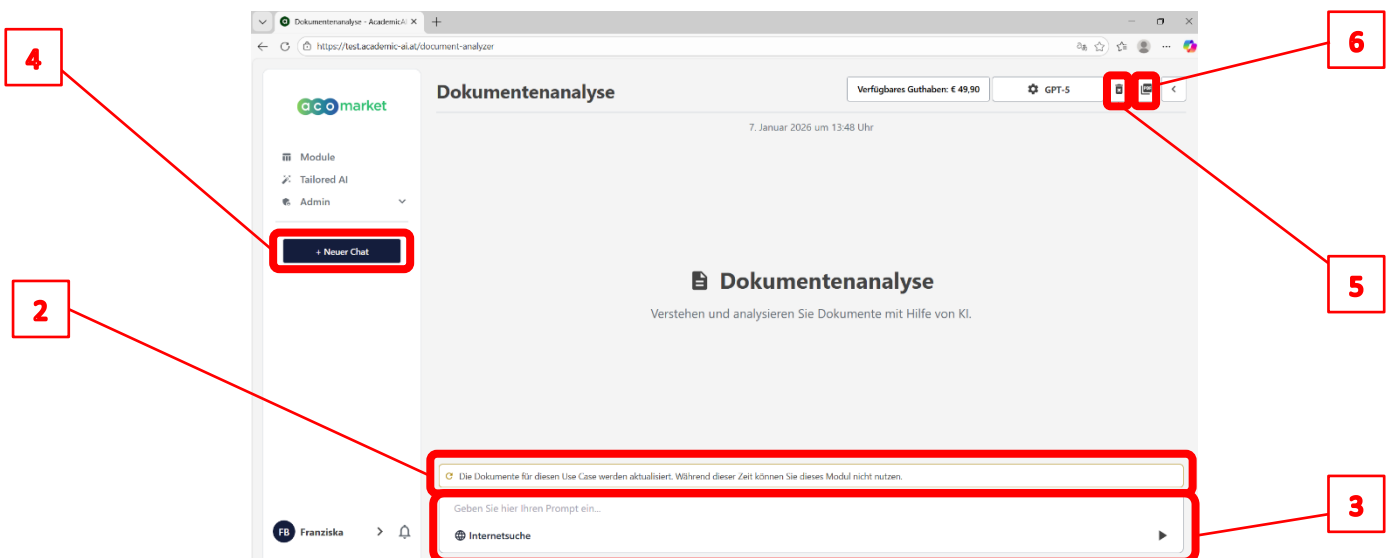 Dokumentenanalyse - AcademicAI
https://test.academic-ai.at/document-analyzer
4
6
aco market
Dokumentenanalyse
Verfügbares Guthaben: € 49,90
GPT-5
7. Januar 2026 um 13:48 Uhr
Module
Tailored AI
Admin
+ Neuer Chat
Dokumentenanalyse
5
2
Verstehen und analysieren Sie Dokumente mit Hilfe von KI.
Die Dokumente für diesen Use Case werden aktualisiert. Während dieser Zeit können Sie dieses Modul nicht nutzen.
Geben Sie hier Ihren Prompt ein...
3
FB Franziska
Internetsuche